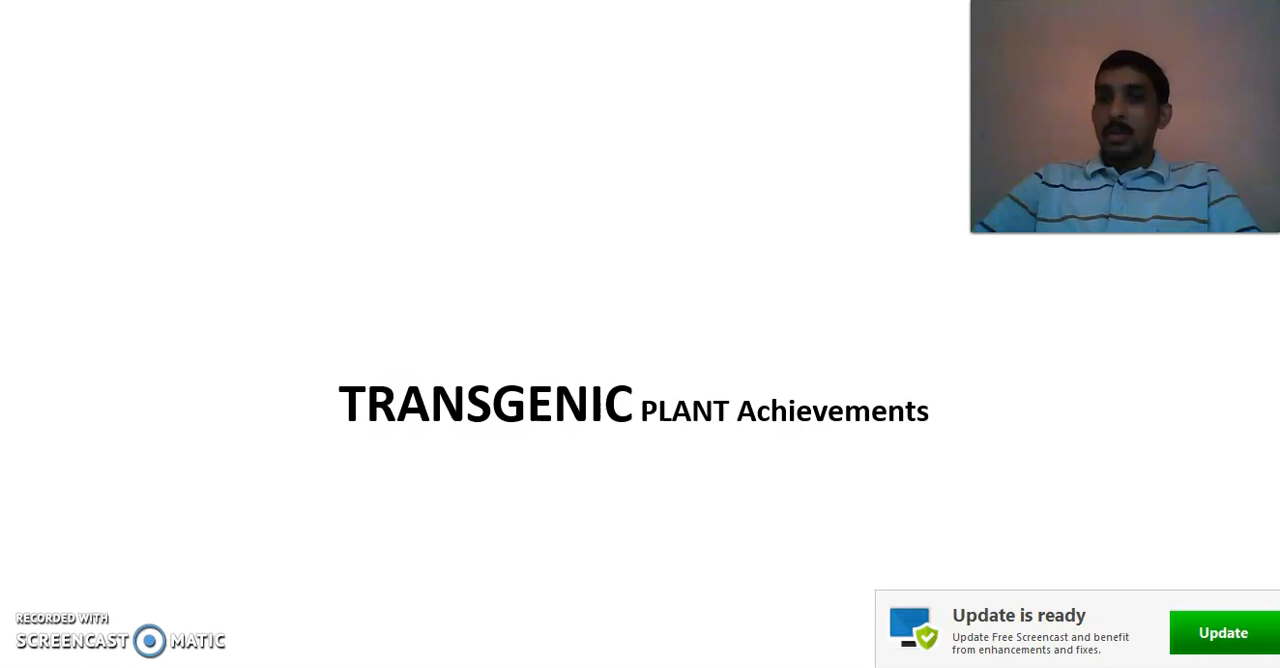 TRANSGENIC PLANT Achievements
RECORDED WITH
SCREENCAST MATIC
Update is ready
Update Free Screencast and benefit
from enhancements and fixes.
Update